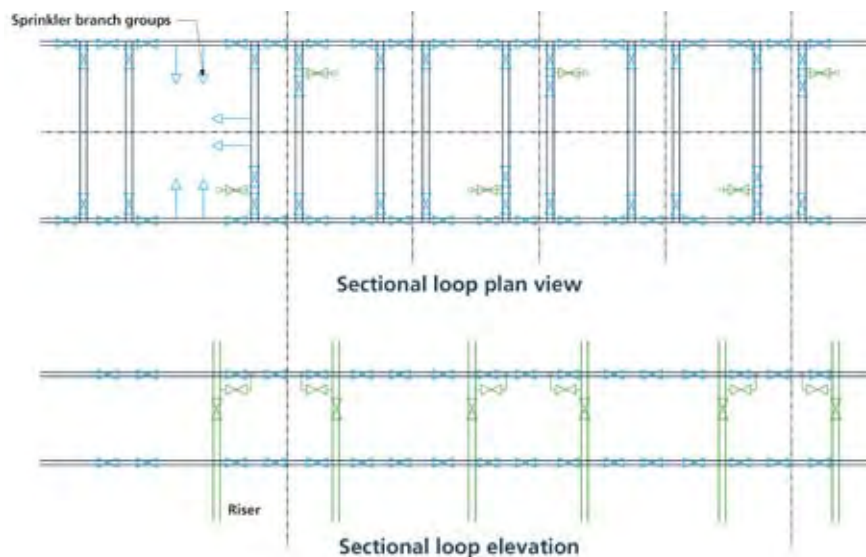 Sprinkler branch groups
Sectional loop plan view
Riser
Sectional loop elevation